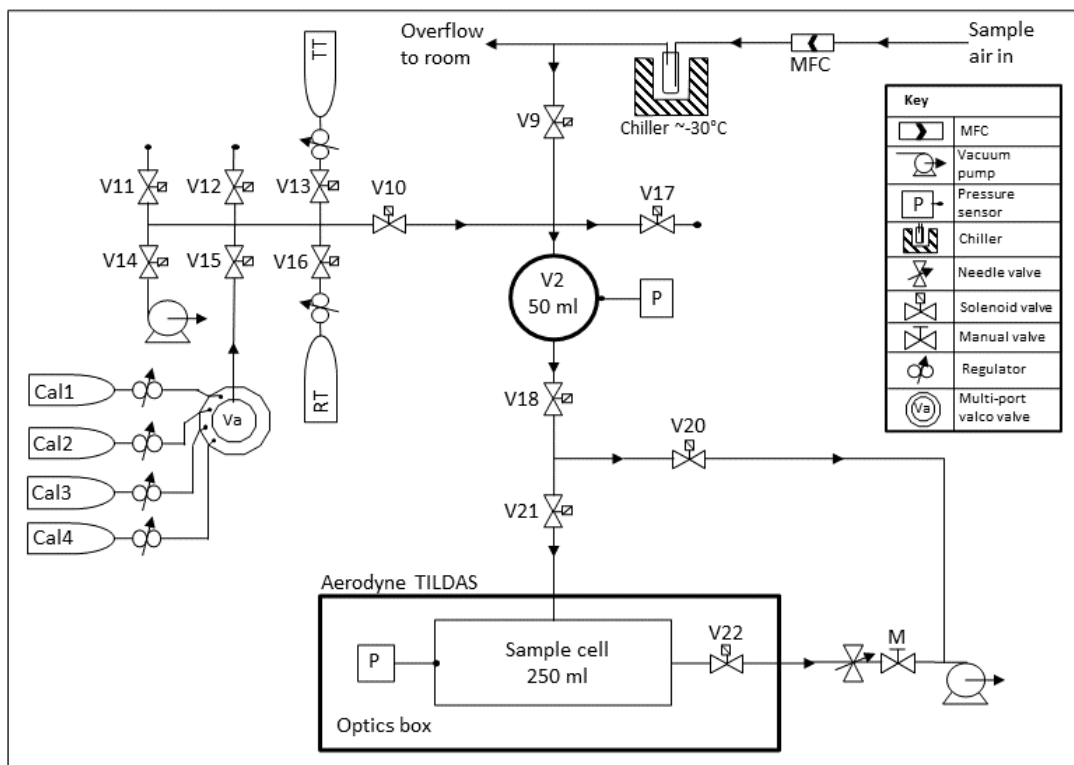 Overflow
to room
Sample
air in
MFC
TT
Chiller ~-30°C
V9
Key
MFC
Vacuum
pump
P
Pressure
sensor
Chiller
Needle valve
Solenoid valve
Manual valve
Regulator
Va
Multi-port
valco valve
V11
V12
V13
V10
V17
V14
V15
V16
V2
50 ml
P
RT
Cal1
Cal2
Cal3
Cal4
Va
V18
V20
V21
Aerodyne TILDAS
P
Sample cell
250 ml
V22
M
Optics box